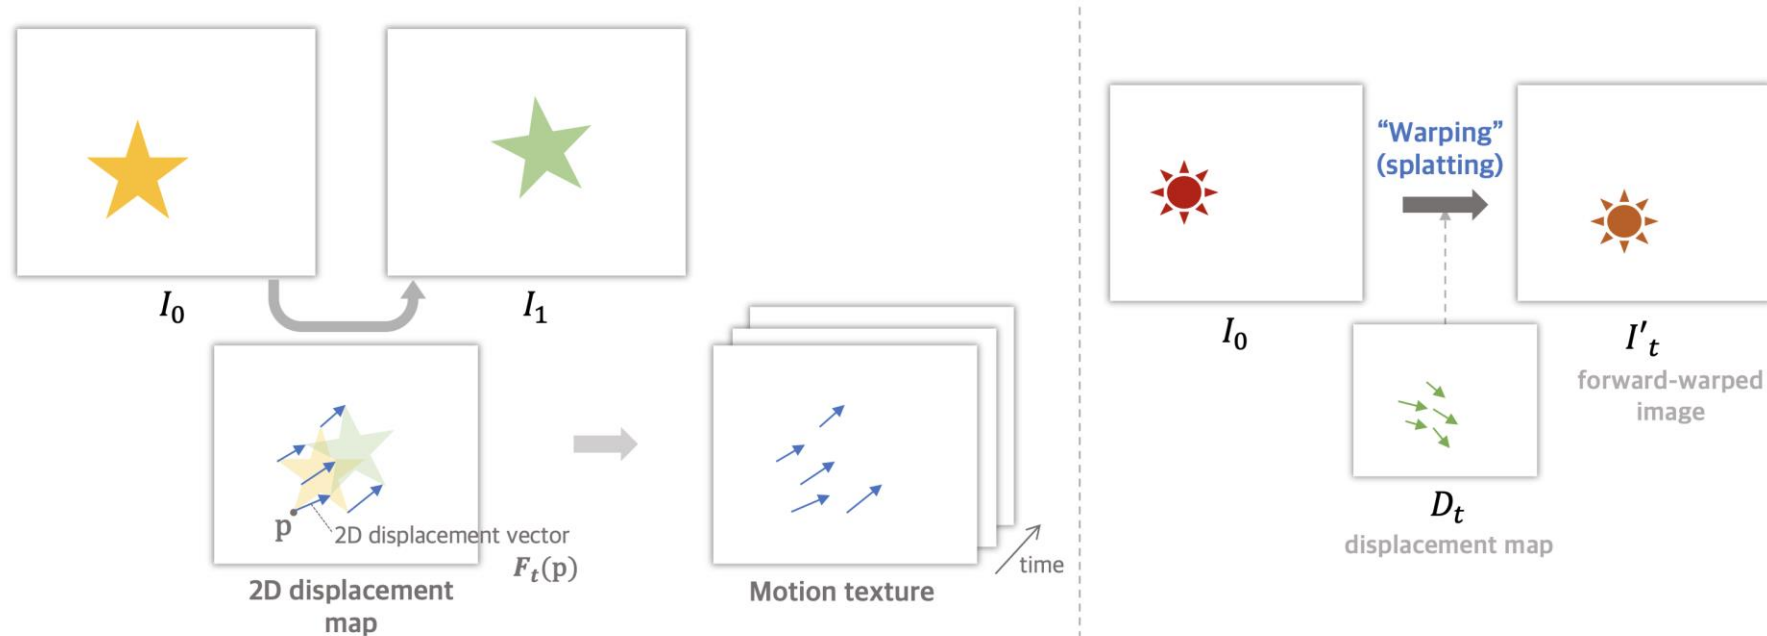 I₀
I₁
p
2D displacement vector
Fₜ(p)
2D displacement
map
Motion texture
time
I₀
“Warping”
(splatting)
I′ₜ
forward-warped
image
Dₜ
displacement map